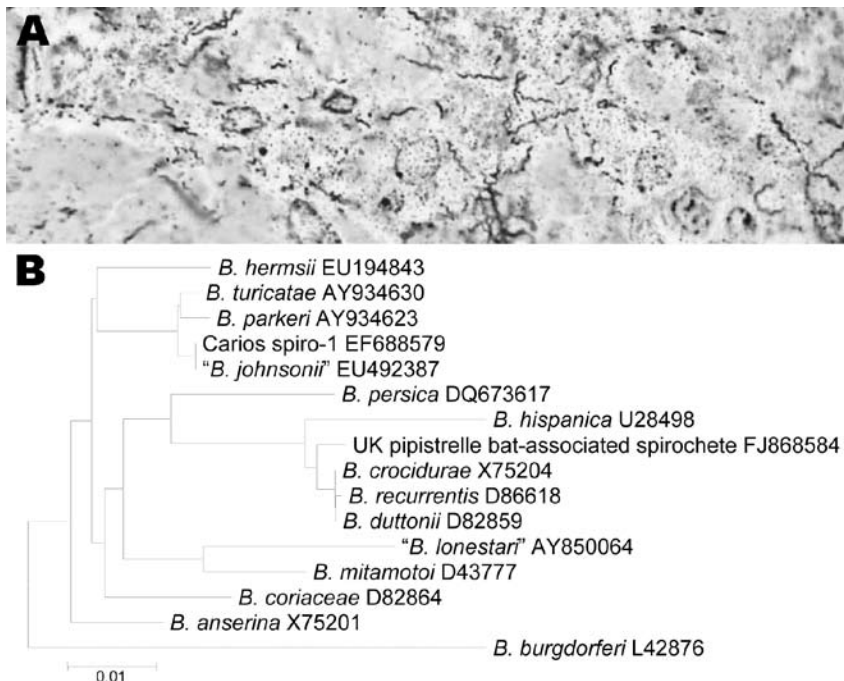 A
B
B. hermsii EU194843
B. turicatae AY934630
B. parkeri AY934623
Carios spiro-1 EF688579
“B. johnsonii” EU492387
B. persica DQ673617
B. hispanica U28498
UK pipistrelle bat-associated spirochete FJ868584
B. crocidurae X75204
B. recurrentis D86618
B. duttonii D82859
“B. lonestari” AY850064
B. mitamotoi D43777
B. coriaceae D82864
B. anserina X75201
B. burgdorferi L42876
0.01